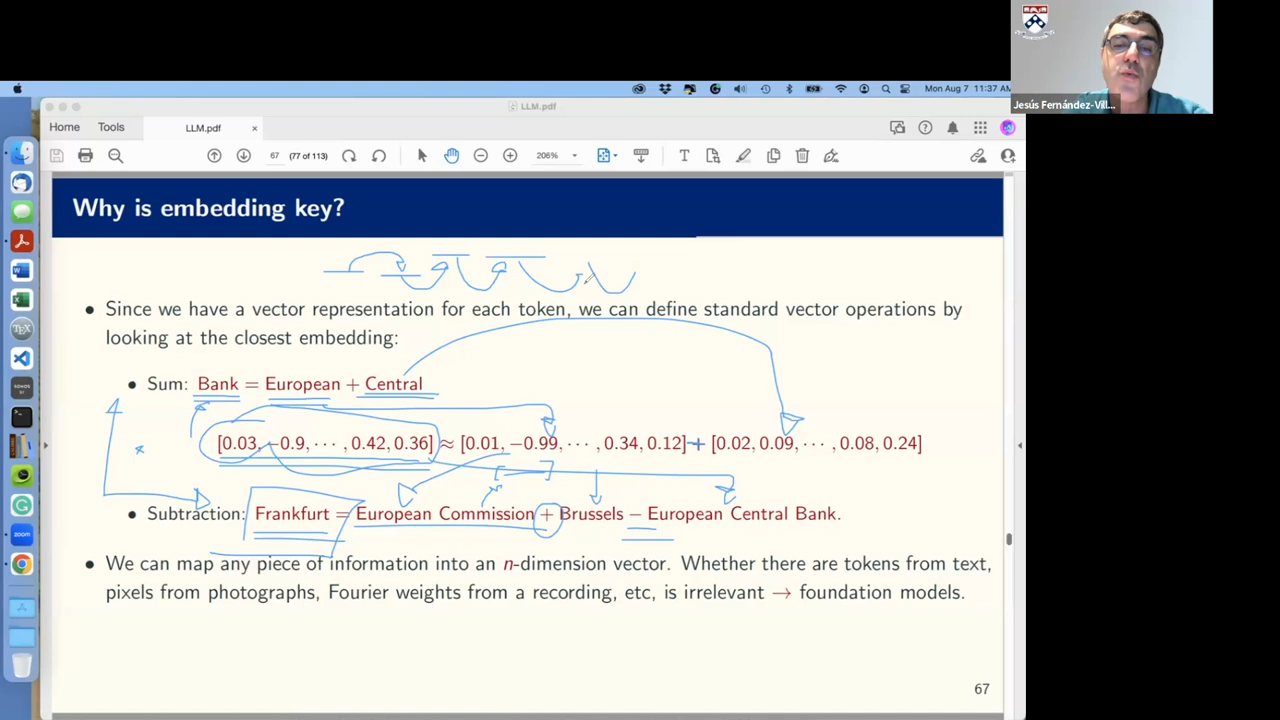 Mon Aug 7 11:37 AM
Jesús Fernández-Vill...
LLM.pdf
Home Tools LLM.pdf ×
67 (77 of 113) 206%
Why is embedding key?
• Since we have a vector representation for each token, we can define standard vector operations by
looking at the closest embedding:
• Sum: Bank = European + Central
[0.03, −0.9, ⋯ , 0.42, 0.36] ≈ [0.01, −0.99, ⋯ , 0.34, 0.12] + [0.02, 0.09, ⋯ , 0.08, 0.24]
• Subtraction: Frankfurt = European Commission + Brussels − European Central Bank.
• We can map any piece of information into an n-dimension vector. Whether there are tokens from text,
pixels from photographs, Fourier weights from a recording, etc, is irrelevant → foundation models.
67
zoom